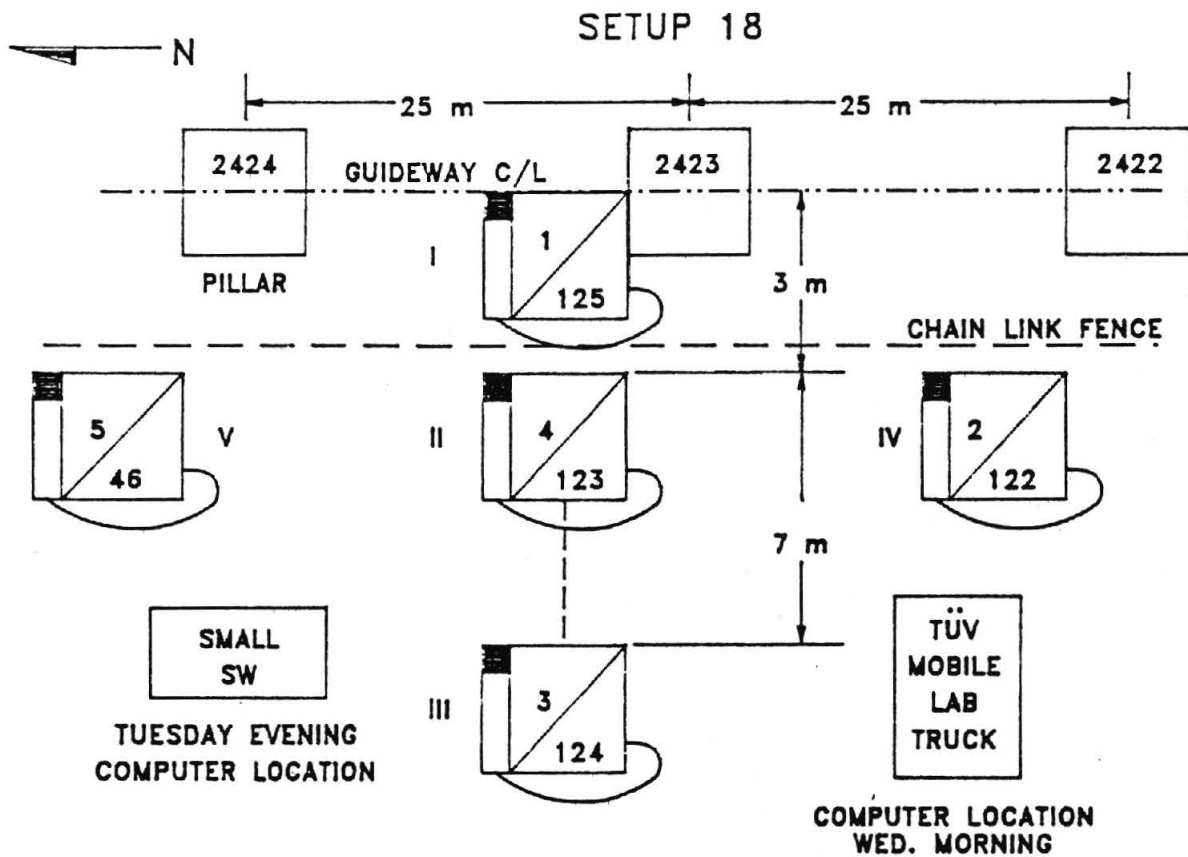 SETUP 18
N
25 m
25 m
2424
GUIDEWAY C/L
2423
2422
I
1
125
PILLAR
3 m
CHAIN LINK FENCE
5
46
V
II
4
123
IV
2
122
7 m
SMALL
SW
TUESDAY EVENING
COMPUTER LOCATION
III
3
124
TÜV
MOBILE
LAB
TRUCK
COMPUTER LOCATION
WED. MORNING